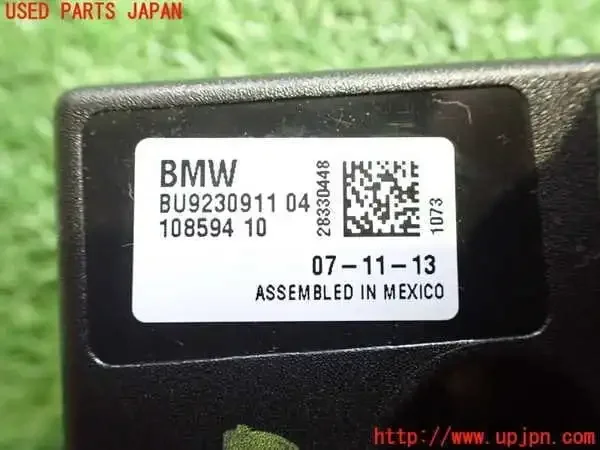 USED PARTS JAPAN
BMW
BU9230911 04
108594 10
28330448
1073
07-11-13
ASSEMBLED IN MEXICO
http://www.upjpn.com/